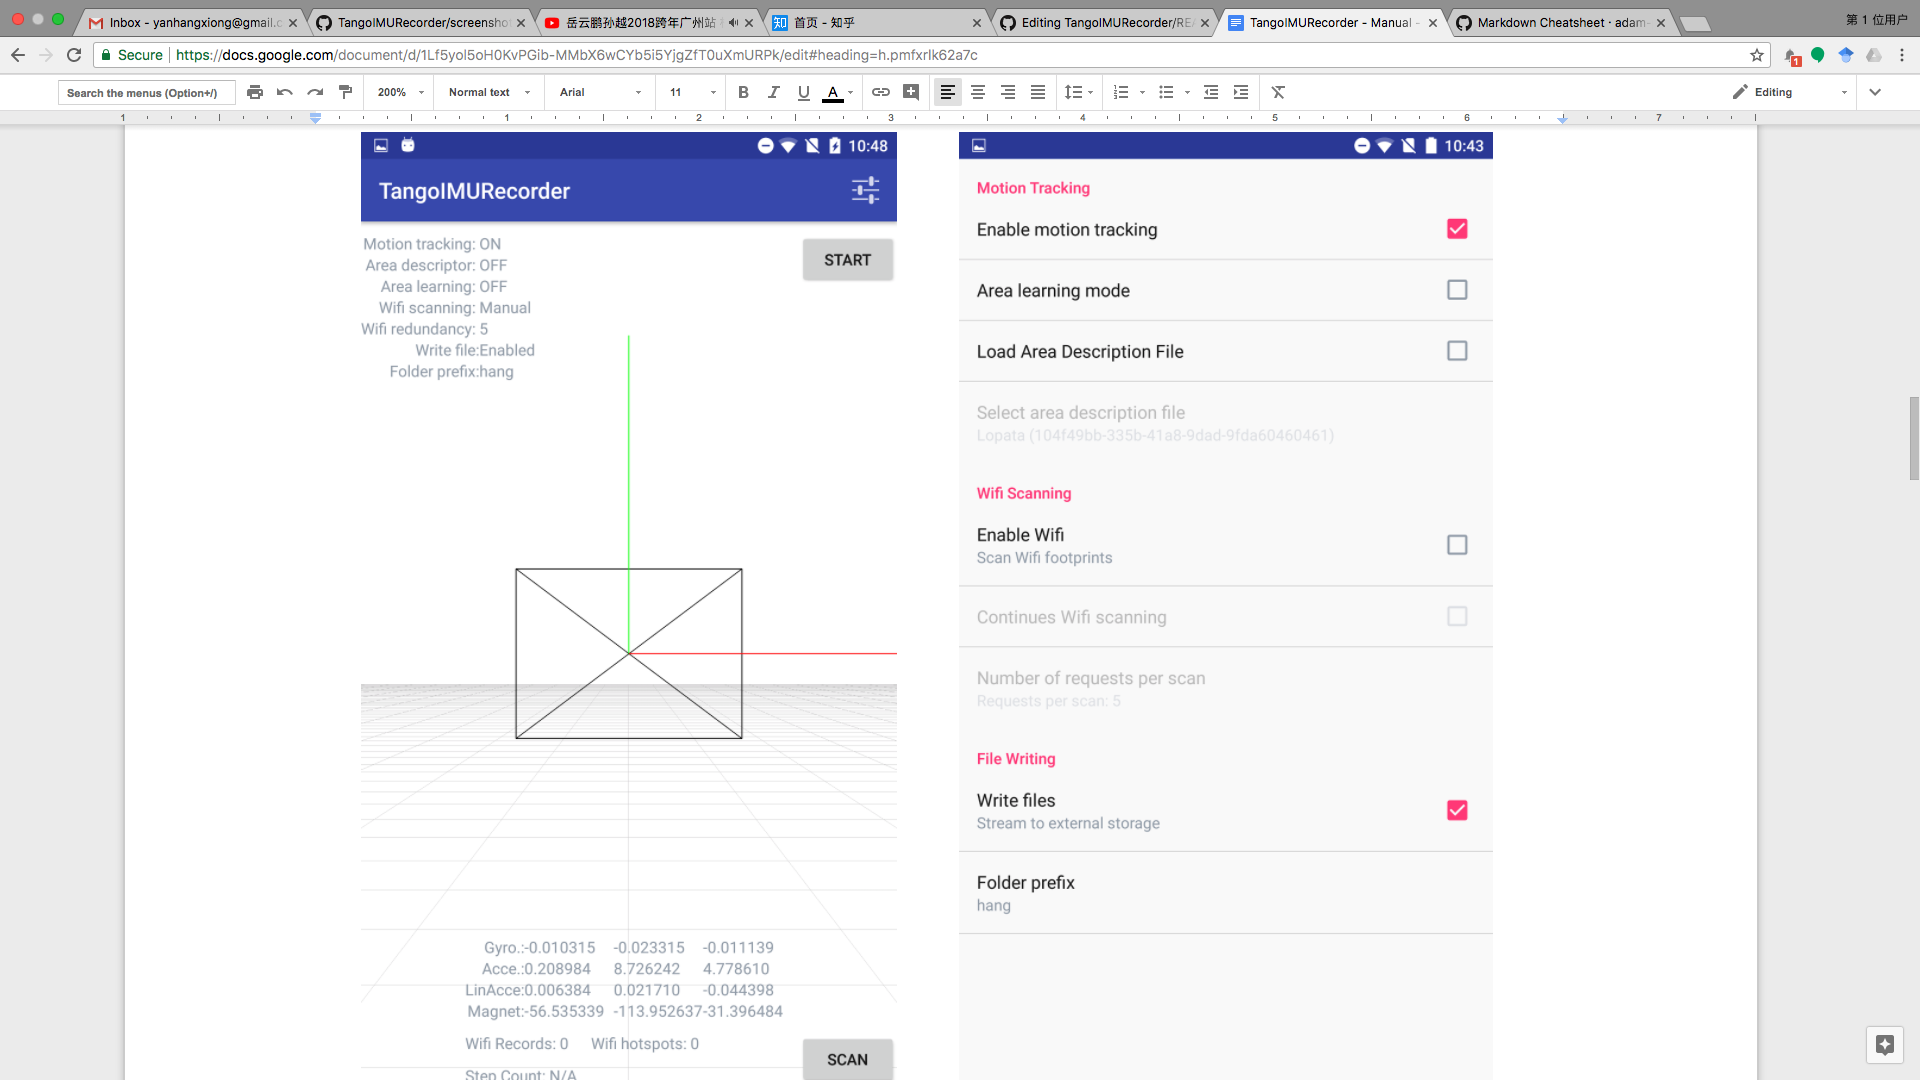 Inbox - yanhangxiong@gmail.c
TangoIMURecorder/screensho
岳云鹏孙越2018跨年广州站
知 首页 - 知乎
Editing TangoIMURecorder/RE
TangoIMURecorder - Manual -
Markdown Cheatsheet · adam-
第 1 位用户
Secure https://docs.google.com/document/d/1Lf5yol5oH0KvPGib-MMbX6wCYb5i5YjgZfT0uXmURPk/edit#heading=h.pmfxrlk62a7c
1
Search the menus (Option+/)
200%
Normal text
Arial
11
B
I
U
A
Editing
1 1 2 3 4 5 6 7
10:48
TangoIMURecorder
START
Motion tracking: ON
Area descriptor: OFF
Area learning: OFF
Wifi scanning: Manual
Wifi redundancy: 5
Write file:Enabled
Folder prefix:hang
Gyro.:-0.010315 -0.023315 -0.011139
Acce.:0.208984 8.726242 4.778610
LinAcce:0.006384 0.021710 -0.044398
Magnet:-56.535339 -113.952637-31.396484
Wifi Records: 0 Wifi hotspots: 0
SCAN
Step Count: N/A
10:43
Motion Tracking
Enable motion tracking
Area learning mode
Load Area Description File
Select area description file
Lopata (104f49bb-335b-41a8-9dad-9fda60460461)
Wifi Scanning
Enable Wifi
Scan Wifi footprints
Continues Wifi scanning
Number of requests per scan
Requests per scan: 5
File Writing
Write files
Stream to external storage
Folder prefix
hang